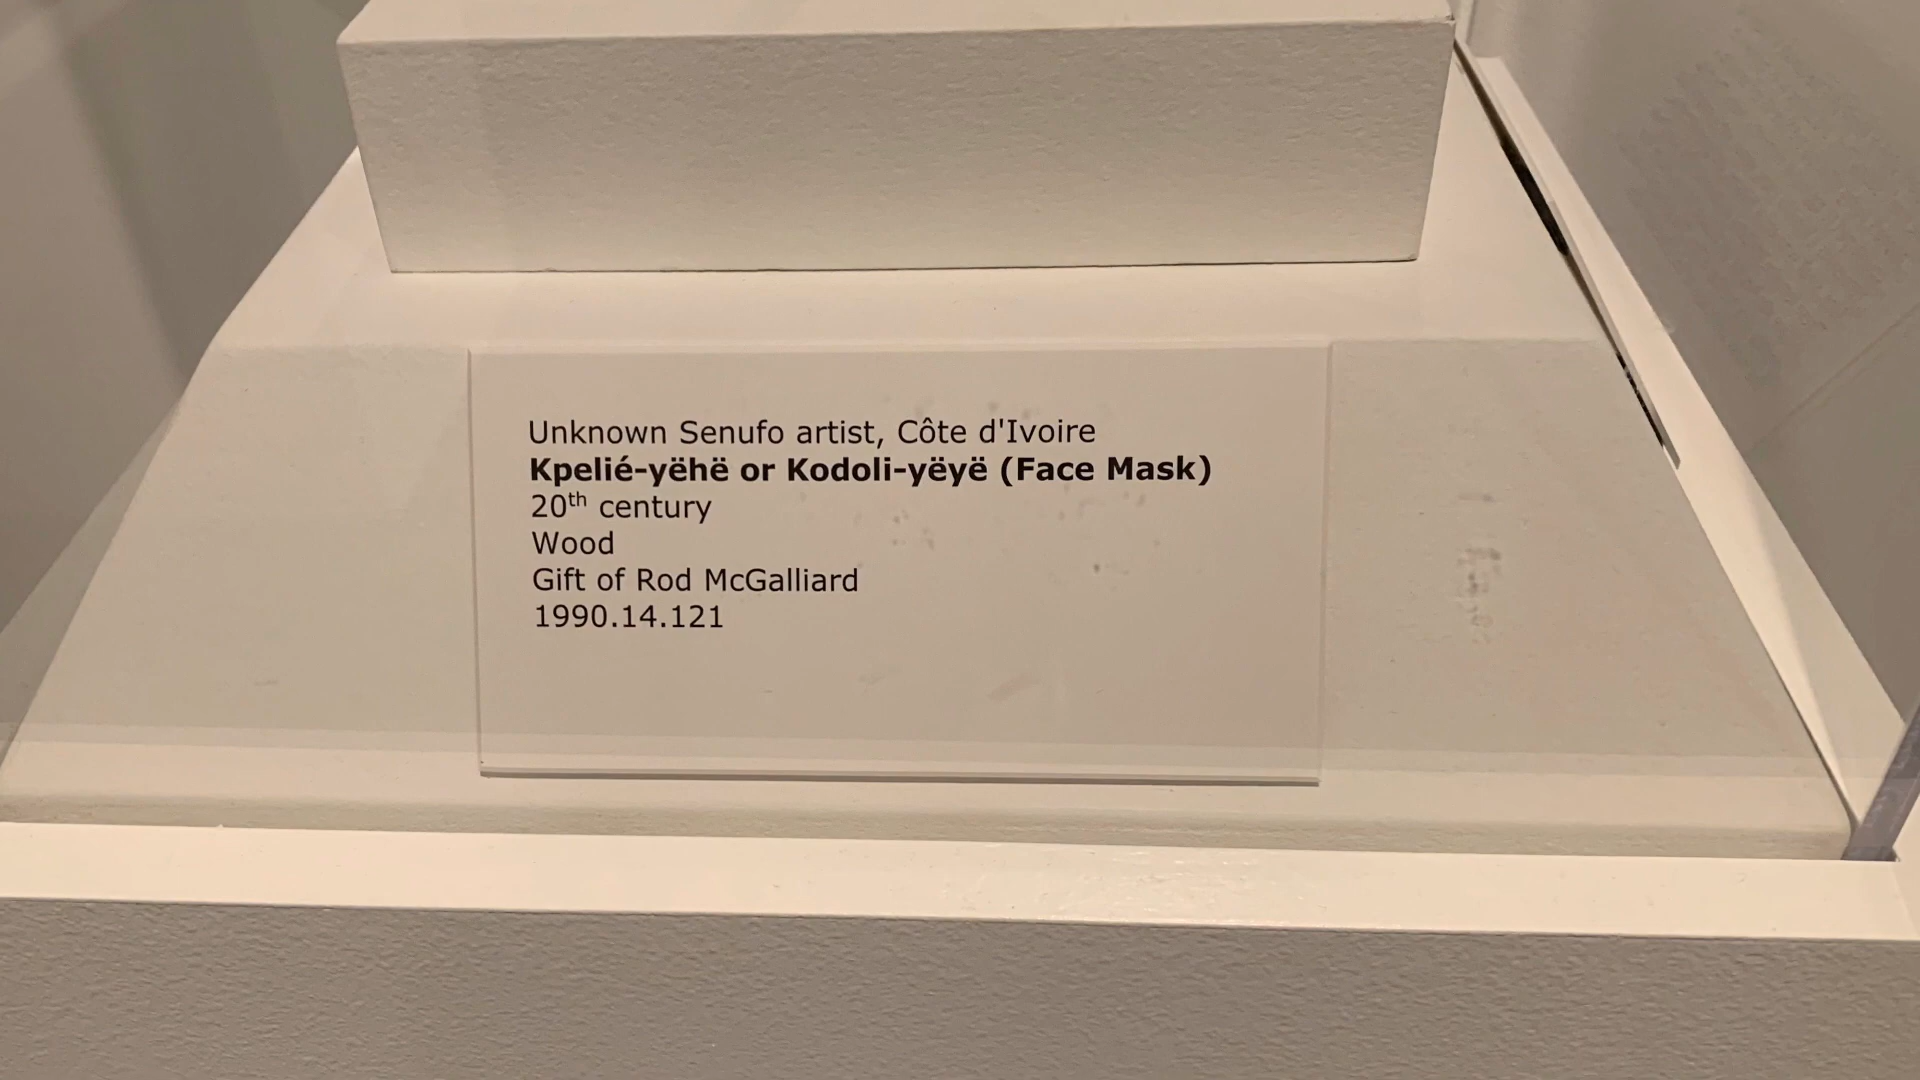 Unknown Senufo artist, Côte d'Ivoire
Kpelié-yëhë or Kodoli-yëyë (Face Mask)
20th century
Wood
Gift of Rod McGalliard
1990.14.121